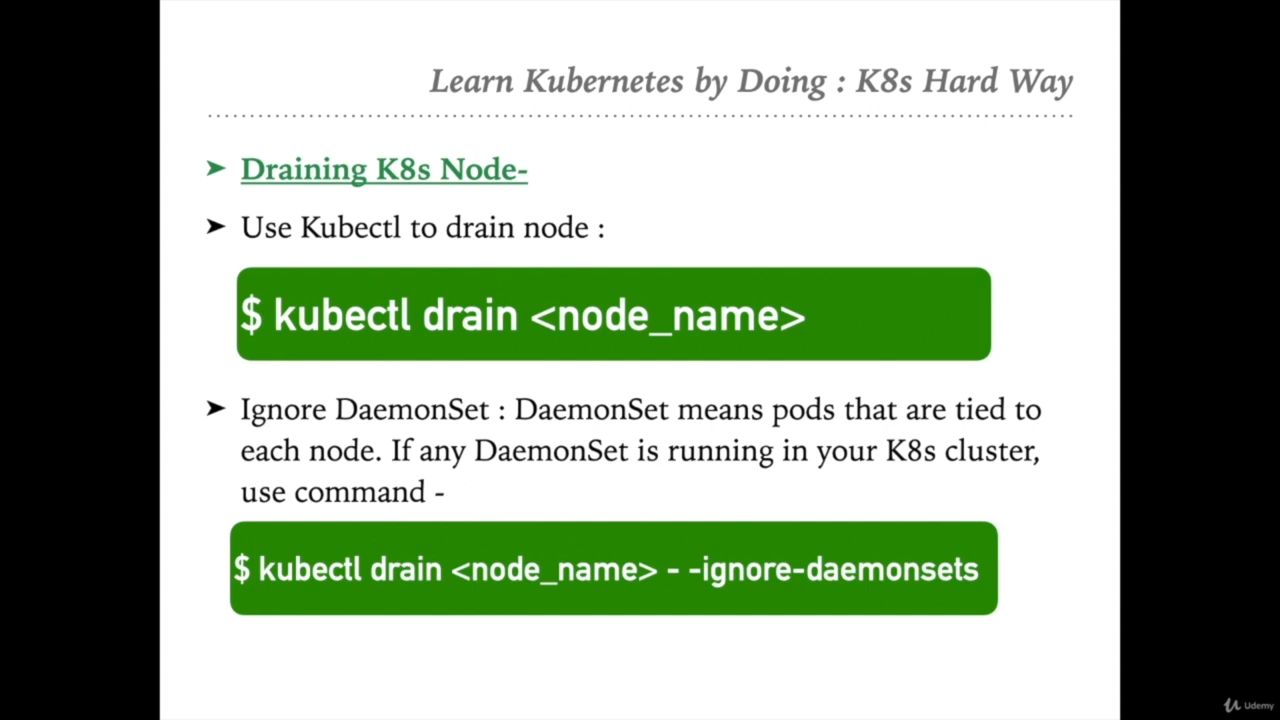 Learn Kubernetes by Doing : K8s Hard Way
➤ Draining K8s Node-
➤ Use Kubectl to drain node :
$ kubectl drain <node_name>
➤ Ignore DaemonSet : DaemonSet means pods that are tied to
each node. If any DaemonSet is running in your K8s cluster,
use command -
$ kubectl drain <node_name> - -ignore-daemonsets
Udemy